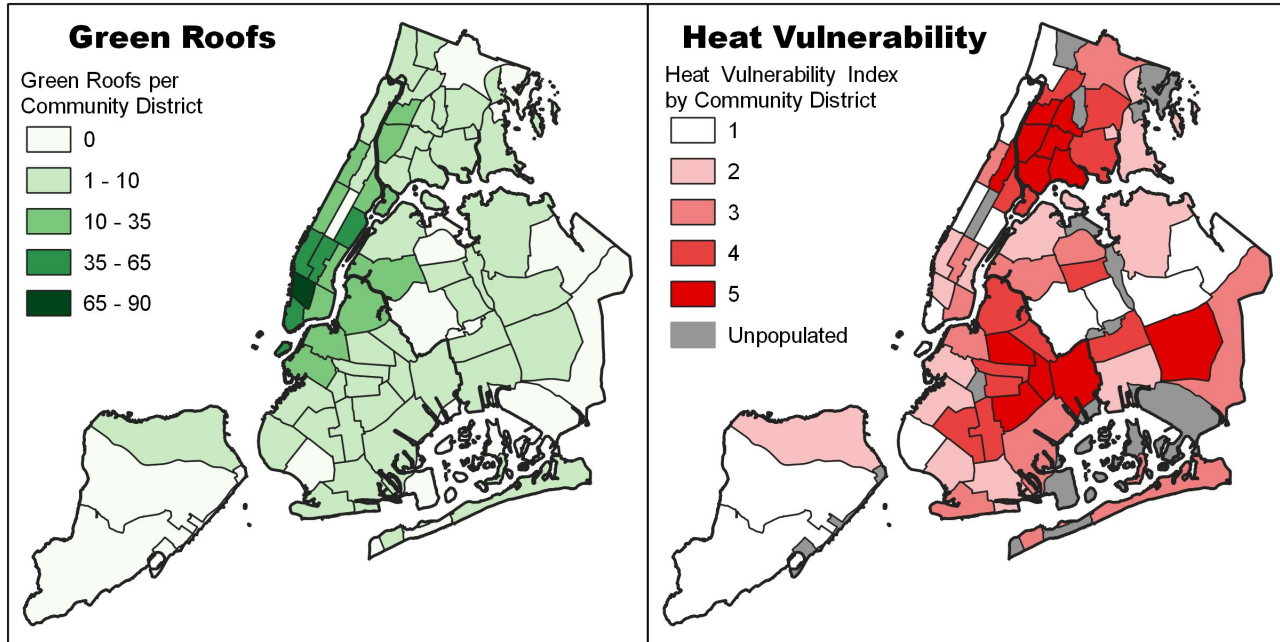 Green Roofs
Green Roofs per
Community District
0
1 - 10
10 - 35
35 - 65
65 - 90
Heat Vulnerability
Heat Vulnerability Index
by Community District
1
2
3
4
5
Unpopulated